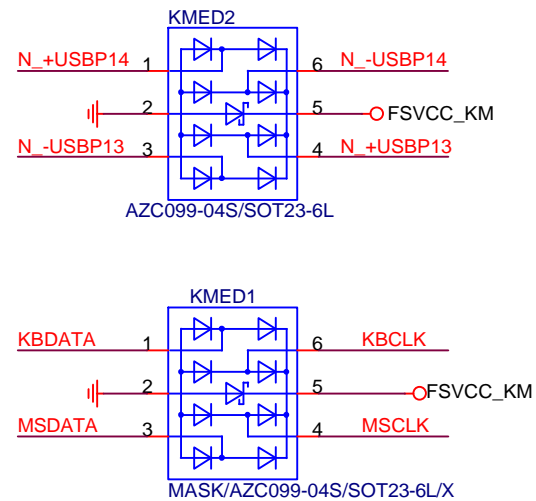 KMED2
N_+USBP14 1 6 N_-USBP14
2 5 FSVCC_KM
N_-USBP13 3 4 N_+USBP13
AZC099-04S/SOT23-6L
KMED1
KBDATA 1 6 KBCLK
2 5 FSVCC_KM
MSDATA 3 4 MSCLK
MASK/AZC099-04S/SOT23-6L/X